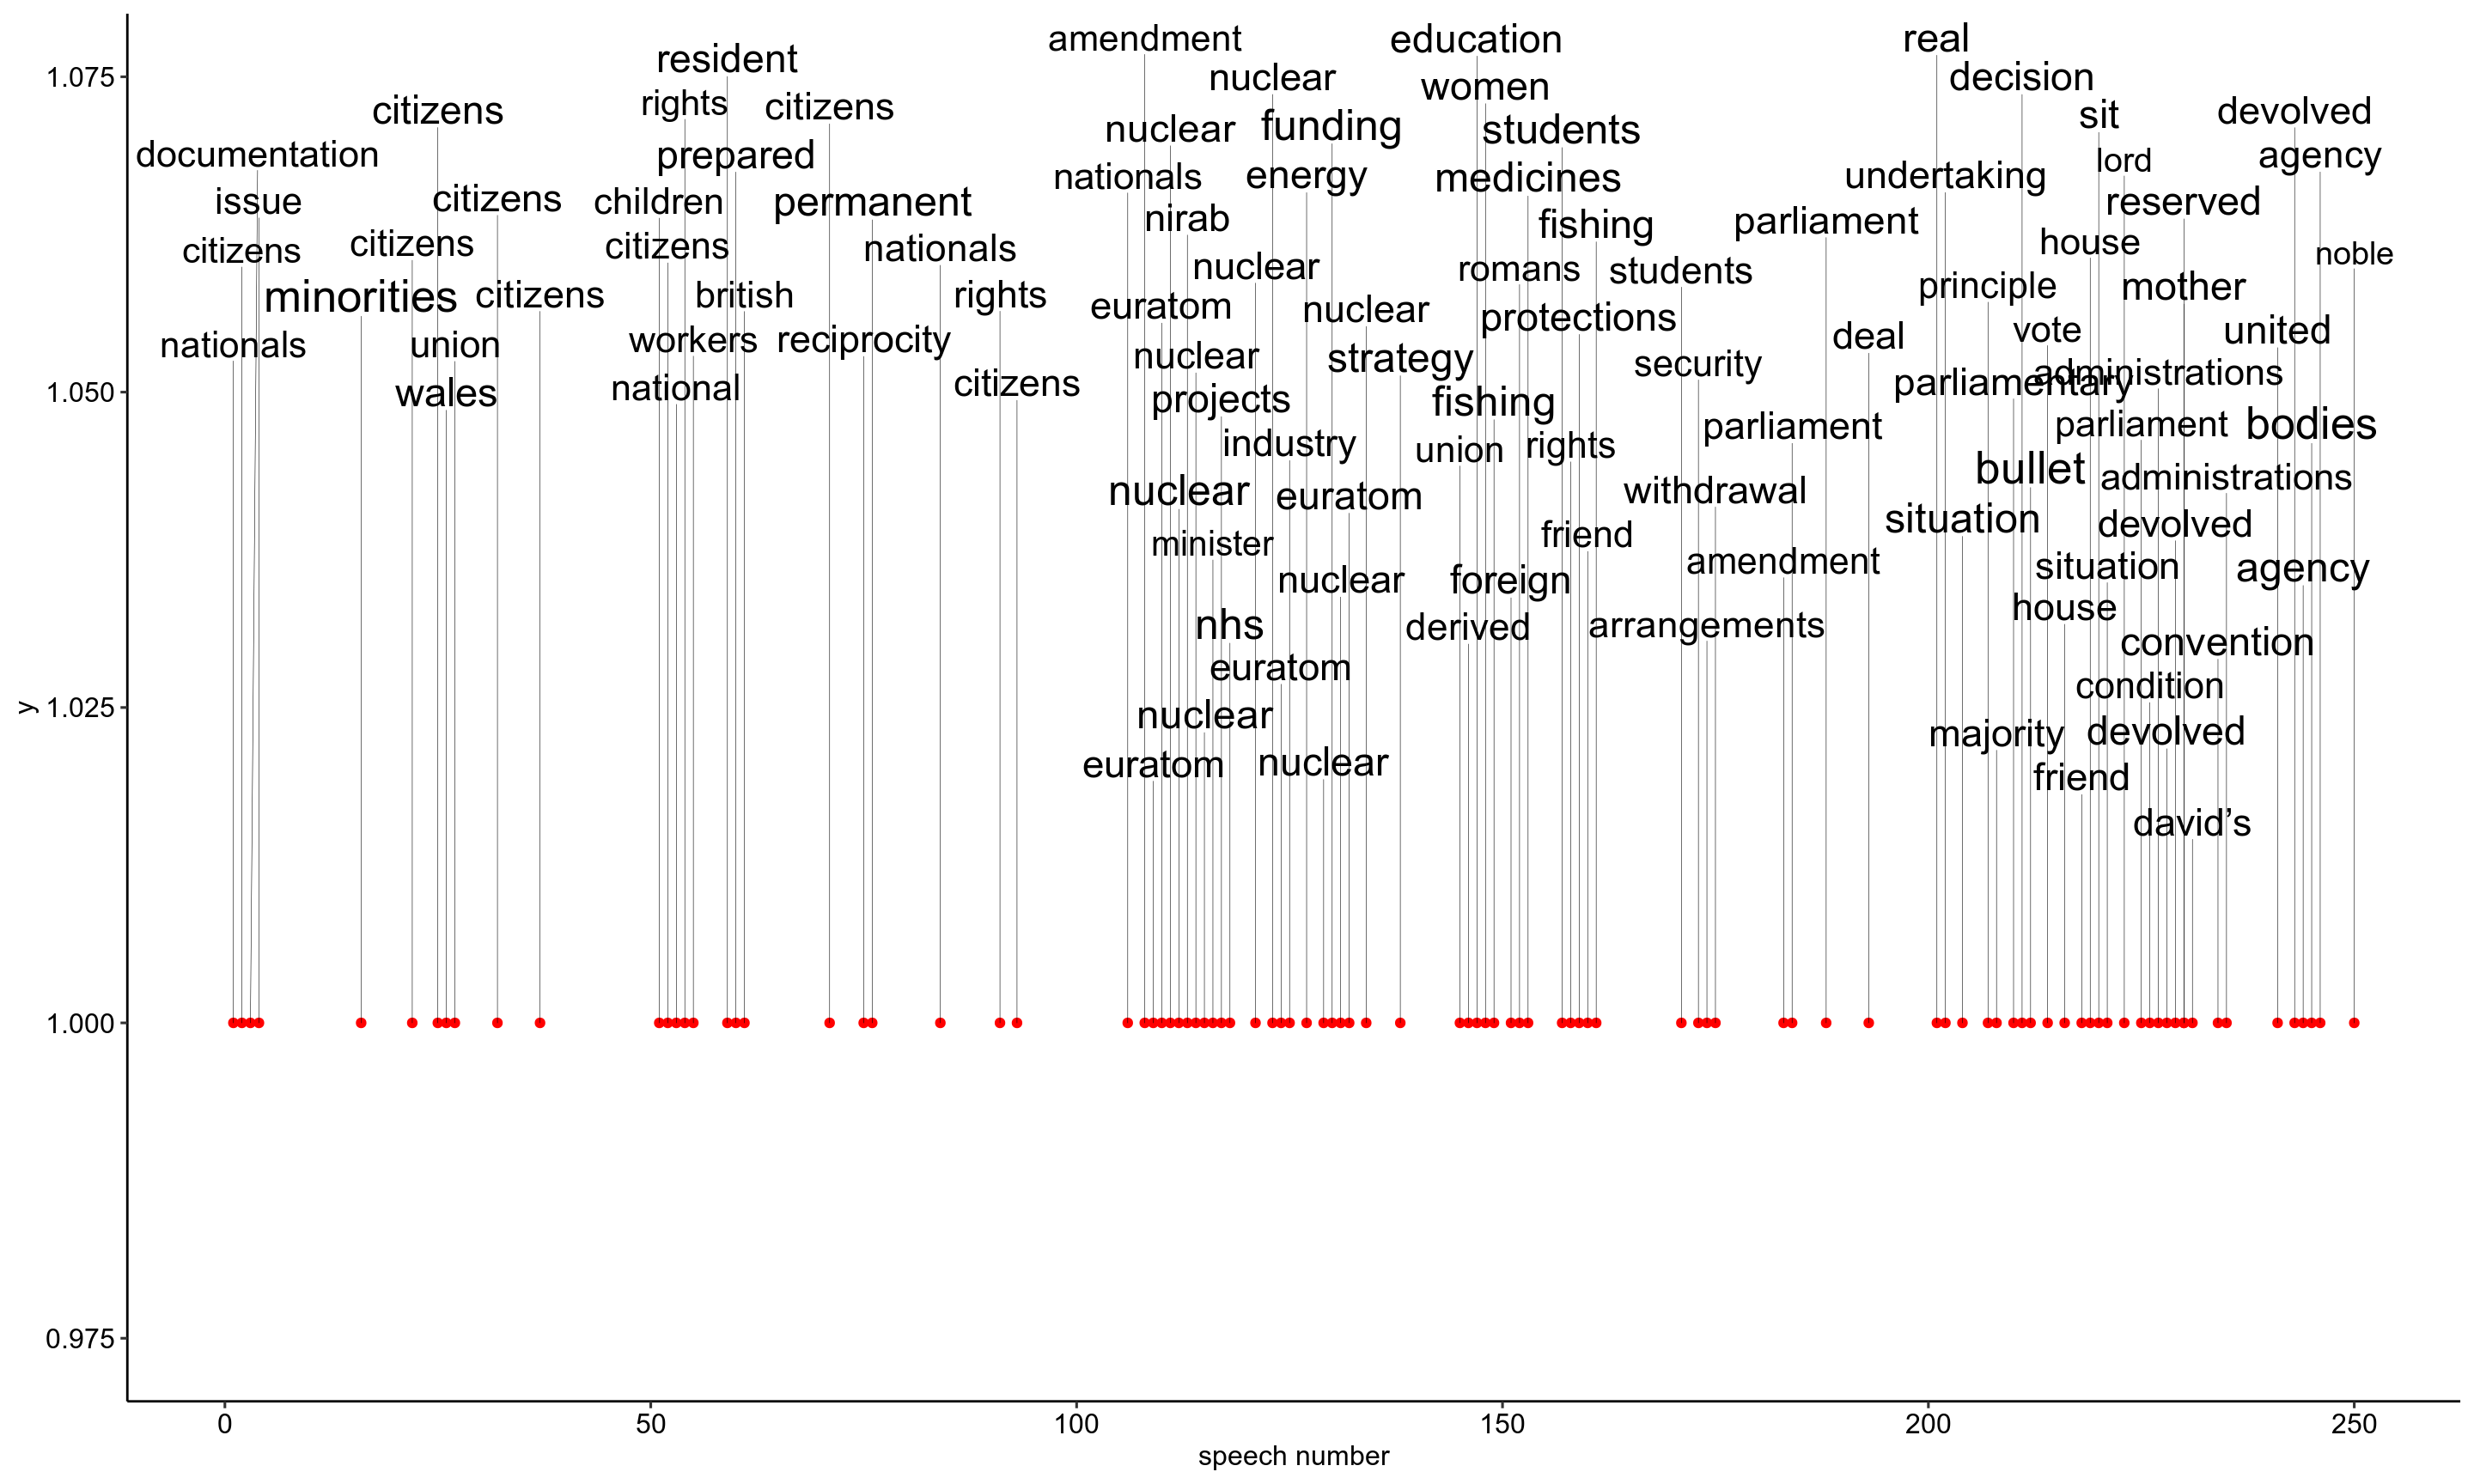 amendment
education
real
resident
nuclear
decision
women
rights
citizens
citizens
sit
devolved
nuclear
funding
students
documentation
prepared
lord
agency
nationals
energy
medicines
undertaking
issue
citizens
children
permanent
nirab
fishing
parliament
reserved
citizens
citizens
citizens
nationals
house
noble
nuclear
romans
students
minorities
citizens
british
rights
euratom
nuclear
protections
principle
mother
nationals
union
workers
reciprocity
nuclear
strategy
security
deal
vote
united
wales
national
citizens
projects
fishing
parliamentary
administrations
industry
union
rights
parliament
parliament
bodies
nuclear
euratom
withdrawal
bullet
administrations
minister
friend
situation
devolved
nuclear
foreign
amendment
situation
agency
nhs
derived
arrangements
house
euratom
convention
nuclear
condition
euratom
nuclear
majority
devolved
friend
david’s
1.075
1.050
1.025
1.000
0.975
y
0
50
100
150
200
250
speech number